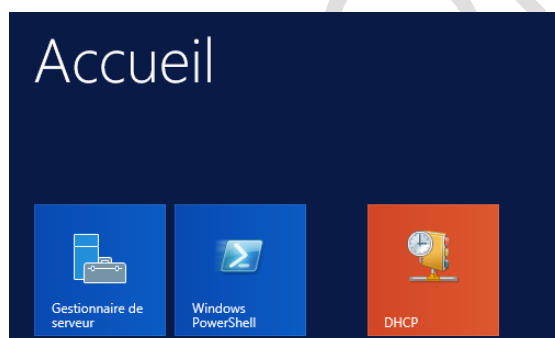 Accueil
Gestionnaire de
serveur
Windows
PowerShell
DHCP